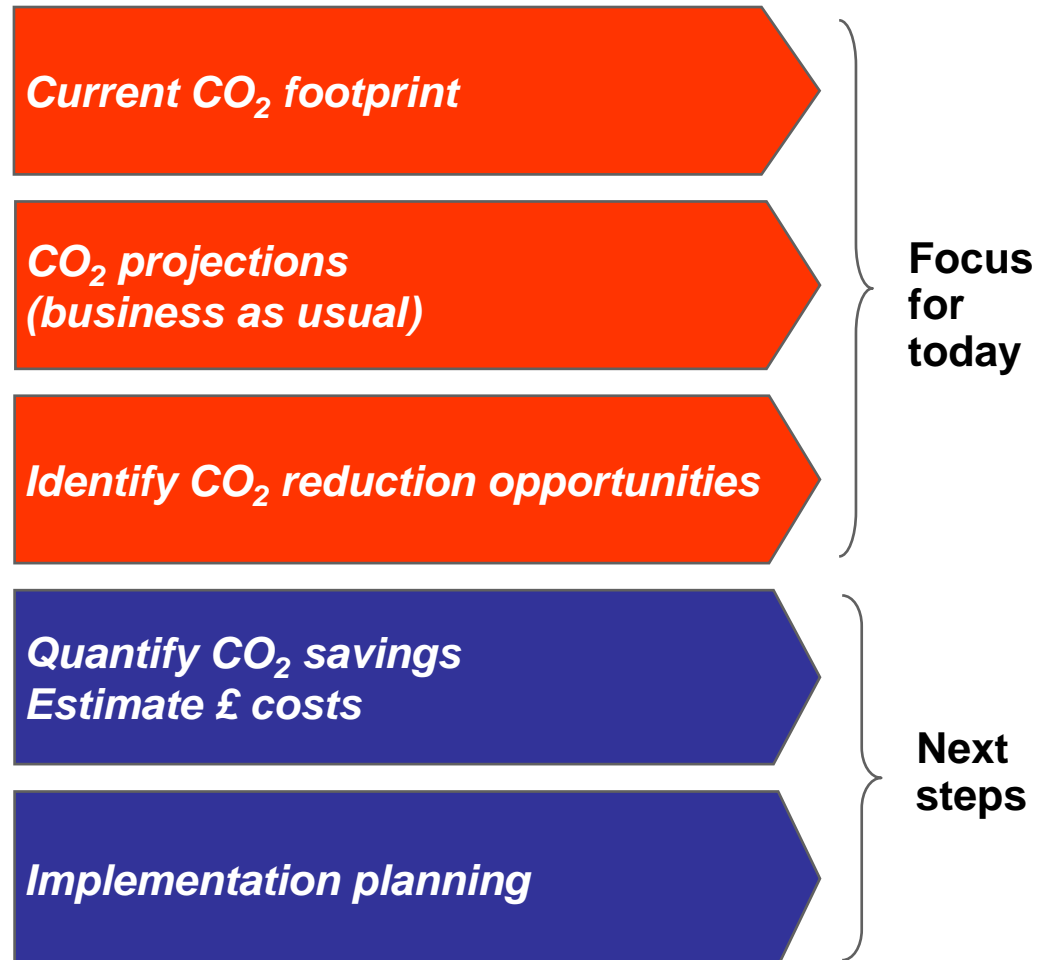 Current CO₂ footprint
CO₂ projections
(business as usual)
Identify CO₂ reduction opportunities
Focus
for
today
Quantify CO₂ savings
Estimate £ costs
Implementation planning
Next
steps